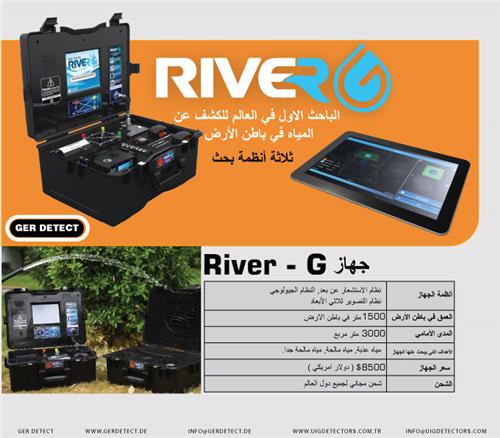 RIVER G
الباحث الاول في العالم للكشف عن
المياه في باطن الأرض
ثلاثة أنظمة بحث
RIVER G
GER DETECT
جهاز River - G
أنظمة الجهاز
نظام الاستشعار عن بعد, النظام الجيولوجي
نظام التصوير ثلاثي الأبعاد
العمق في باطن الأرض
1500 متر في باطن الارض
المدى الأمامي
3000 متر مربع
الأهداف التي يبحث عنها الجهاز
مياه عذبة, مياه مالحة, مياه مالحة جدا.
سعر الجهاز
8500$ ( دولار امريكي )
الشحن
شحن مجاني لجميع دول العالم
GER DETECT
WWW.GERDETECT.DE
INFO@GERDETECT.DE
WWW.UIGDETECTORS.COM.TR
INFO@UIGDETECTORS.COM